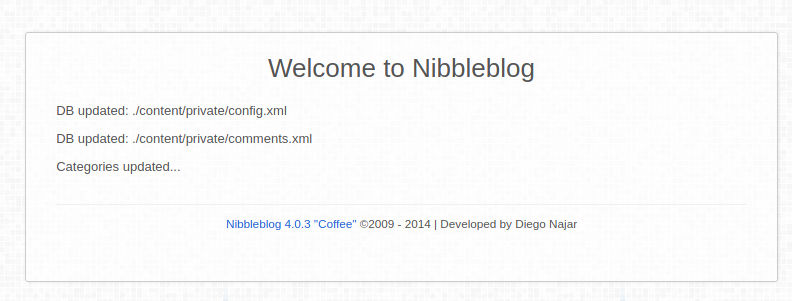 Welcome to Nibbleblog
DB updated: ./content/private/config.xml
DB updated: ./content/private/comments.xml
Categories updated...
Nibbleblog 4.0.3 "Coffee" ©2009 - 2014 | Developed by Diego Najar